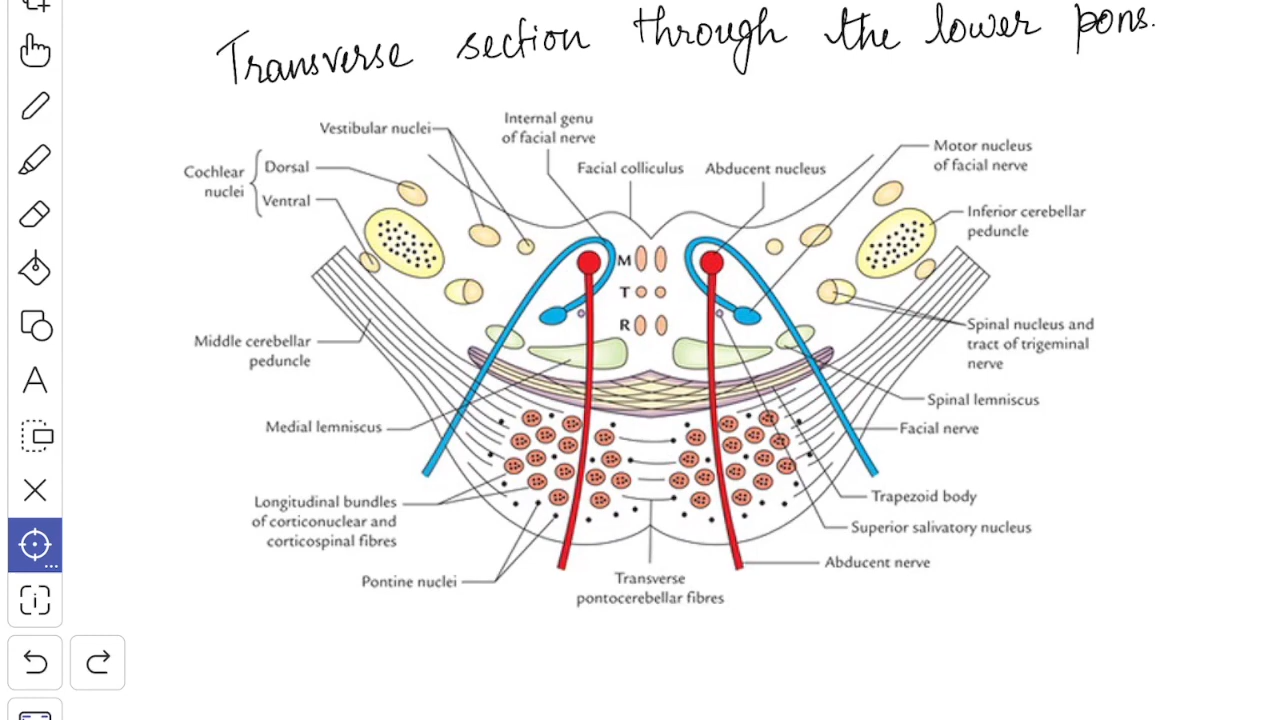 Transverse section through the lower pons.
Internal genu
of facial nerve
Vestibular nuclei
Facial colliculus
Abducent nucleus
Motor nucleus
of facial nerve
Cochlear
nuclei
Dorsal
Ventral
Inferior cerebellar
peduncle
M
T
R
Middle cerebellar
peduncle
Spinal nucleus and
tract of trigeminal
nerve
Spinal lemniscus
Medial lemniscus
Facial nerve
Longitudinal bundles
of corticonuclear and
corticospinal fibres
Trapezoid body
Superior salivatory nucleus
Pontine nuclei
Transverse
pontocerebellar fibres
Abducent nerve
A